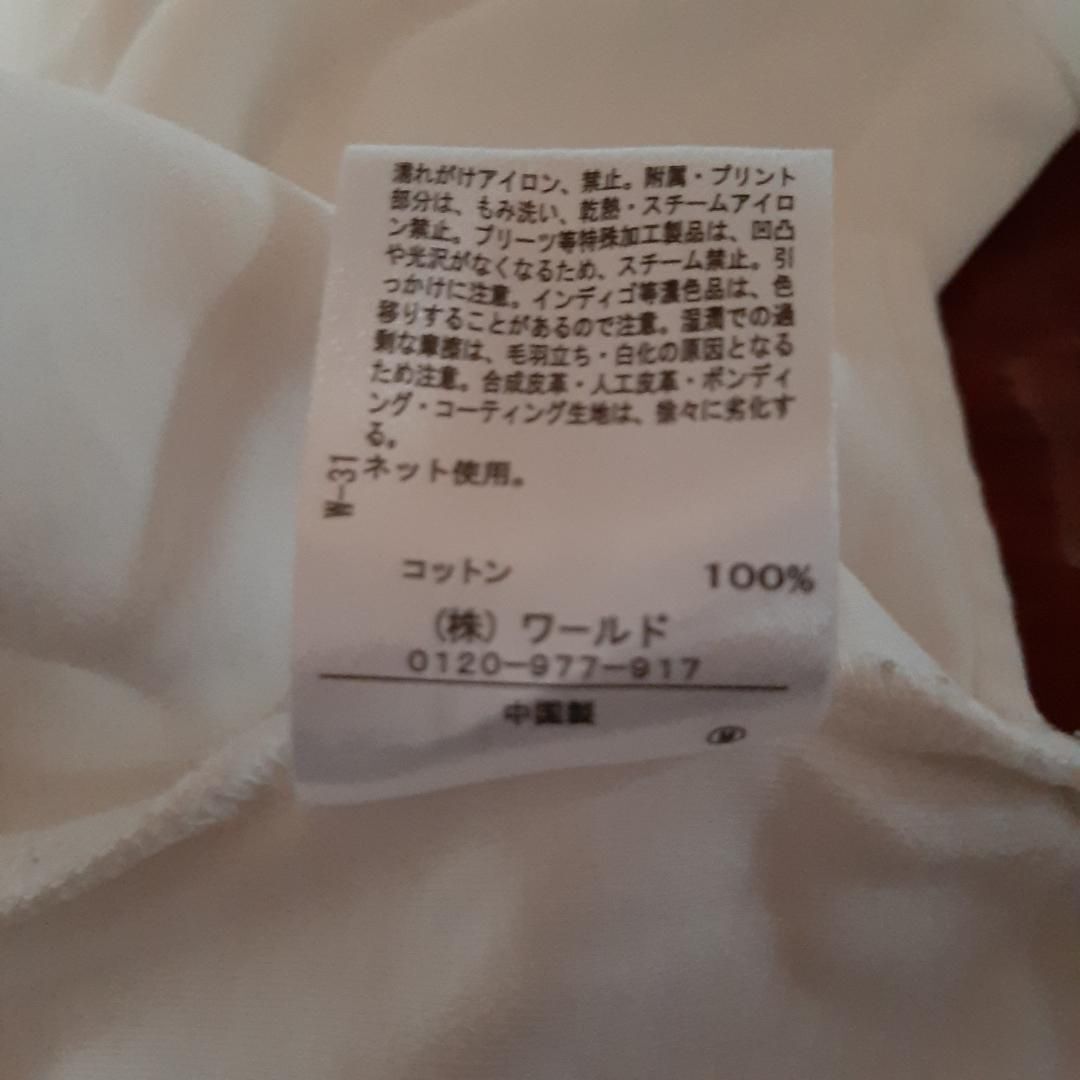 濡れがけアイロン、禁止。附属・プリント
部分は、もみ洗い、乾熱・スチームアイロ
ン禁止。プリーツ等特殊加工製品は、凹凸
や光沢がなくなるため、スチーム禁止。引
っかけに注意。インディゴ等濃色品は、色
移りすることがあるので注意。湿潤での過
剰な摩擦は、毛羽立ち・白化の原因となる
ため注意。合成皮革・人工皮革・ボンディ
ング・コーティング生地は、徐々に劣化す
る。
ネット使用。
W-31
コットン 100%
(株) ワールド
0120-977-917
中国製
M